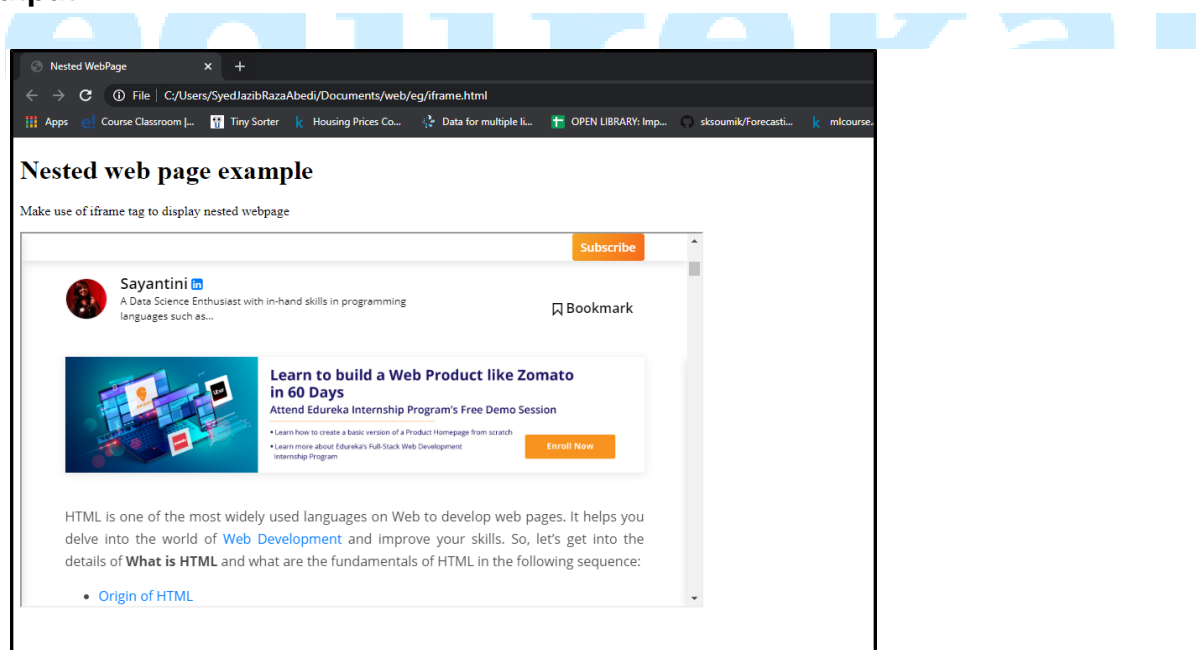 edureka!
Nested WebPage × +
File | C:/Users/SyedJazibRazaAbedi/Documents/web/eg/iframe.html
Apps Course Classroom |... Tiny Sorter Housing Prices Co... Data for multiple li... OPEN LIBRARY: Imp... sksoumik/Forecasti... mlcourse.
Nested web page example
Make use of iframe tag to display nested webpage
Subscribe
Sayantini in
A Data Science Enthusiast with in-hand skills in programming
languages such as...
Bookmark
Learn to build a Web Product like Zomato
in 60 Days
Attend Edureka Internship Program's Free Demo Session
• Learn how to create a basic version of a Product Homepage from scratch
• Learn more about Edureka's Full-Stack Web Development
Internship Program
Enroll Now
Uber
HTML is one of the most widely used languages on Web to develop web pages. It helps you
delve into the world of Web Development and improve your skills. So, let's get into the
details of What is HTML and what are the fundamentals of HTML in the following sequence:
• Origin of HTML